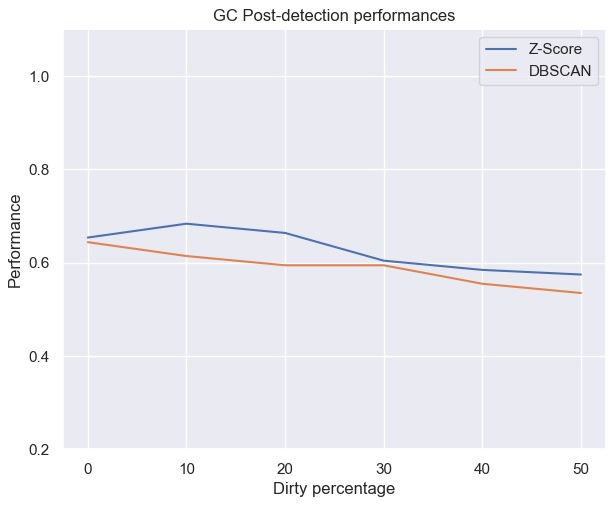 GC Post-detection performances
Z-Score
DBSCAN
Performance
1.0
0.8
0.6
0.4
0.2
0 10 20 30 40 50
Dirty percentage